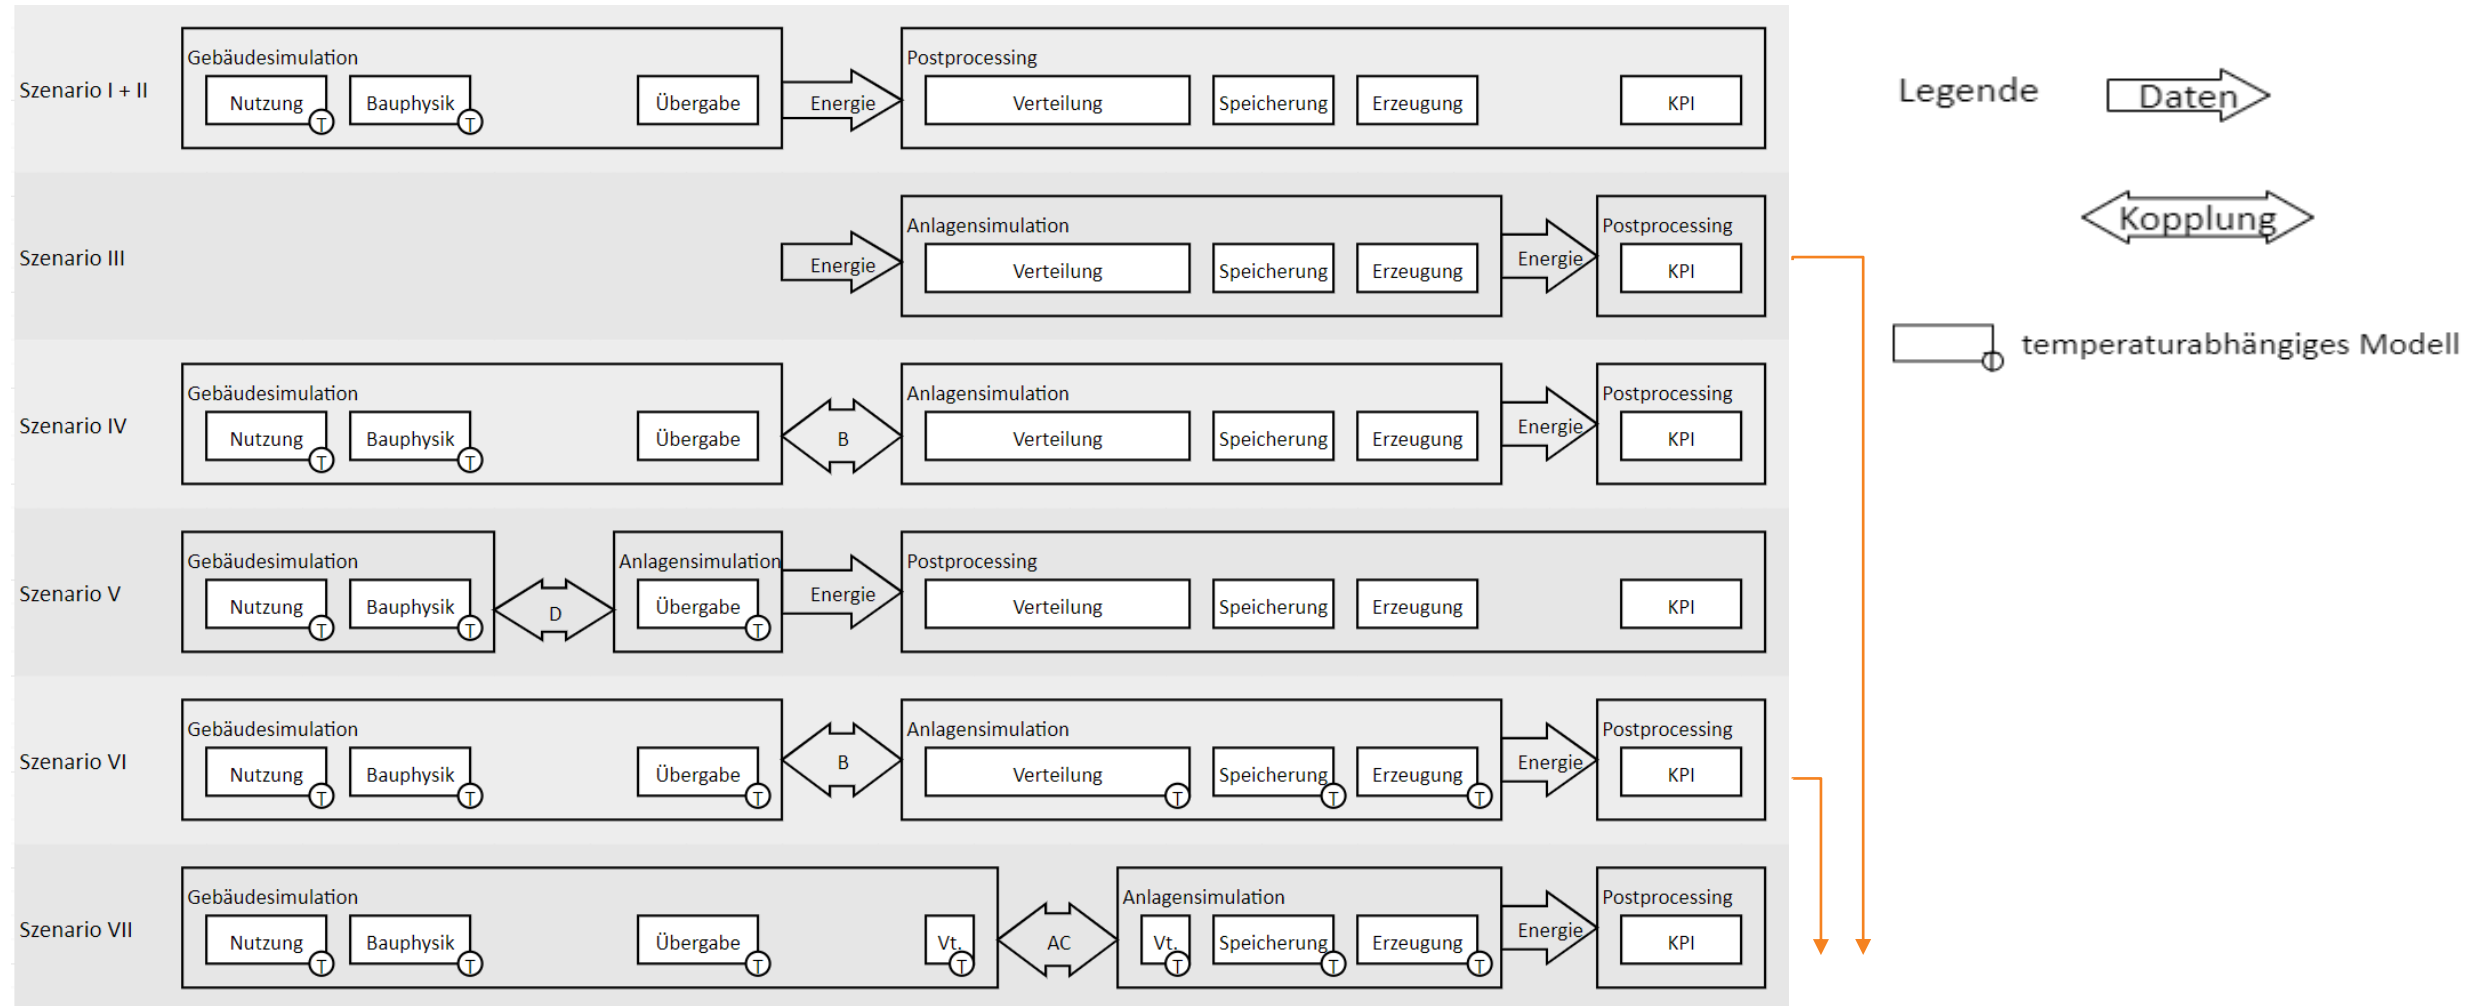 Szenario I + II
Gebäudesimulation
Nutzung
T
Bauphysik
T
Übergabe
Energie
Postprocessing
Verteilung
Speicherung
Erzeugung
KPI
Szenario III
Energie
Anlagensimulation
Verteilung
Speicherung
Erzeugung
Energie
Postprocessing
KPI
Szenario IV
Gebäudesimulation
Nutzung
T
Bauphysik
T
Übergabe
B
Anlagensimulation
Verteilung
Speicherung
Erzeugung
Energie
Postprocessing
KPI
Szenario V
Gebäudesimulation
Nutzung
T
Bauphysik
T
D
Anlagensimulation
Übergabe
T
Energie
Postprocessing
Verteilung
Speicherung
Erzeugung
KPI
Szenario VI
Gebäudesimulation
Nutzung
T
Bauphysik
T
Übergabe
T
B
Anlagensimulation
Verteilung
T
Speicherung
T
Erzeugung
T
Energie
Postprocessing
KPI
Szenario VII
Gebäudesimulation
Nutzung
T
Bauphysik
T
Übergabe
T
Vt.
T
AC
Anlagensimulation
Vt.
T
Speicherung
T
Erzeugung
T
Energie
Postprocessing
KPI
Legende
Daten
Kopplung
T
temperaturabhängiges Modell